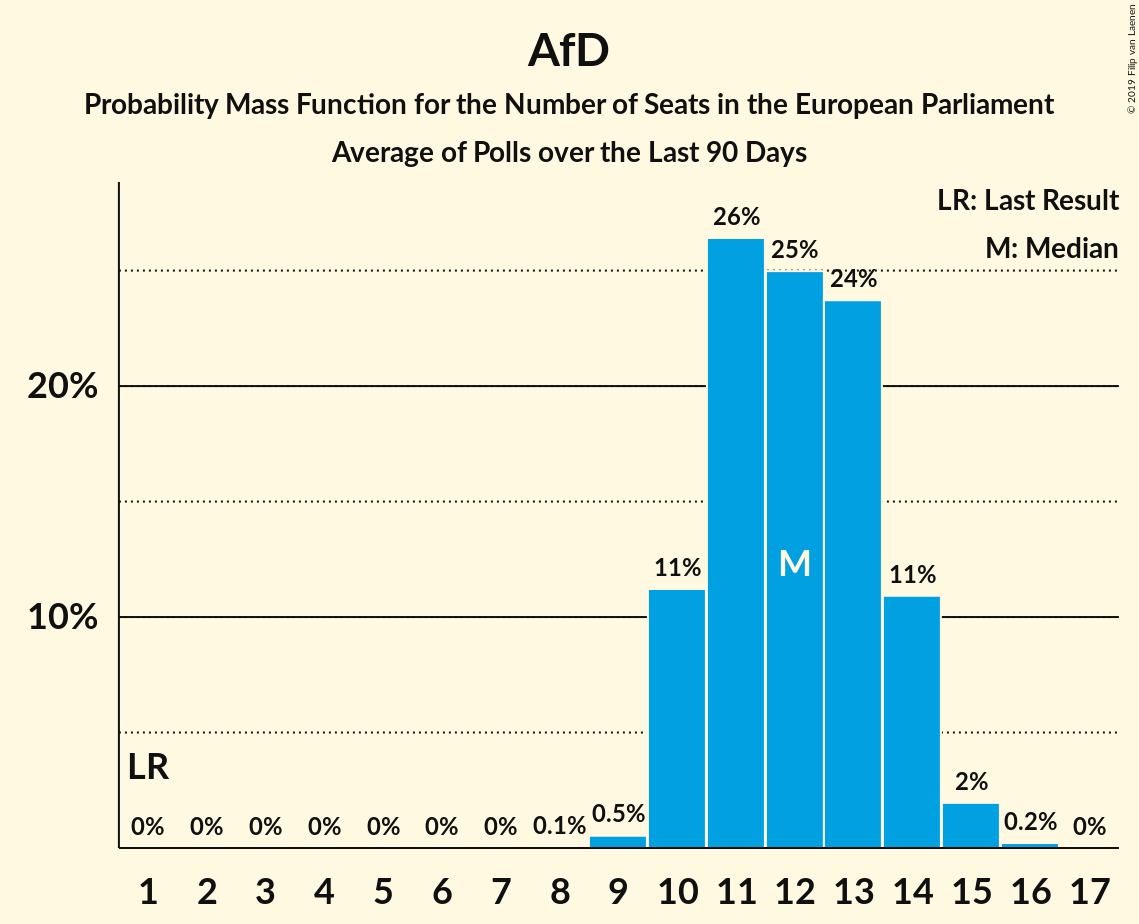 AfD
Probability Mass Function for the Number of Seats in the European Parliament
Average of Polls over the Last 90 Days
© 2019 Filip van Laenen
LR: Last Result
M: Median
26%
25%
24%
20%
11%
M
11%
10%
LR
2%
0% 0% 0% 0% 0% 0% 0% 0.1% 0.5% 0.2% 0%
1 2 3 4 5 6 7 8 9 10 11 12 13 14 15 16 17